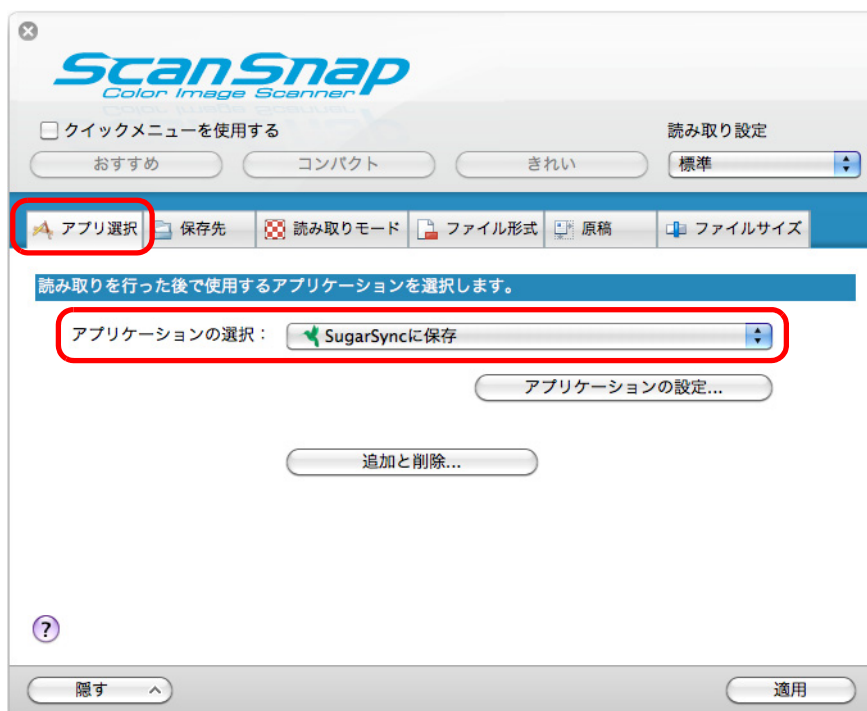 ScanSnap
Color Image Scanner
クイックメニューを使用する
読み取り設定
おすすめ コンパクト きれい 標準
アプリ選択 保存先 読み取りモード ファイル形式 原稿 ファイルサイズ
読み取りを行った後で使用するアプリケーションを選択します。
アプリケーションの選択： SugarSyncに保存
アプリケーションの設定...
追加と削除...
?
隠す 適用